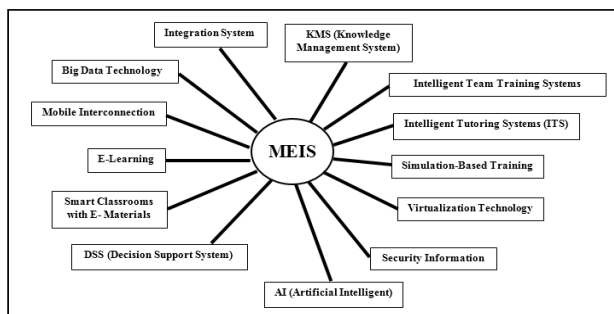 Integration System
KMS (Knowledge
Management System)
Big Data Technology
Intelligent Team Training Systems
Mobile Interconnection
Intelligent Tutoring Systems (ITS)
MEIS
E-Learning
Simulation-Based Training
Smart Classrooms
with E- Materials
Virtualization Technology
DSS (Decision Support System)
Security Information
AI (Artificial Intelligent)